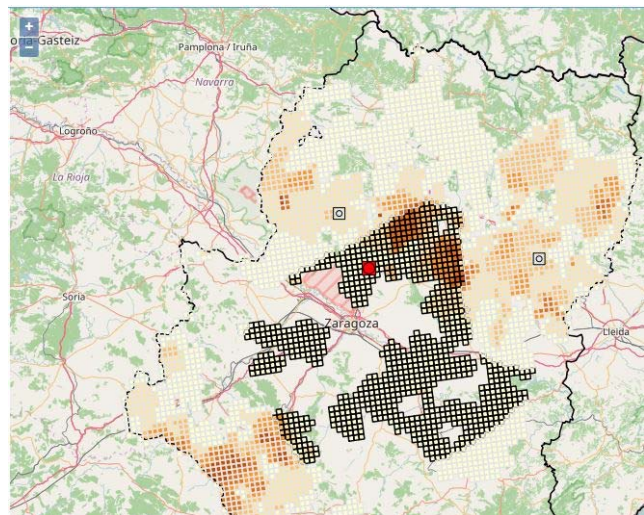 +
oria-Gasteiz
Pamplona / Iruña
Navarra
Logroño
La Rioja
Soria
Zaragoza
Lleida